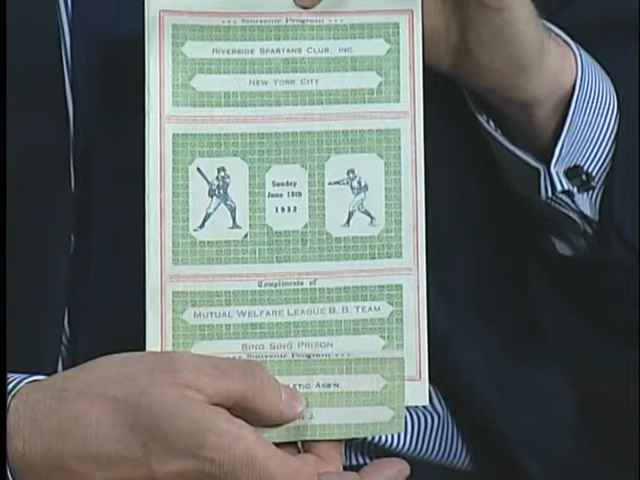 Souvenir Program
RIVERSIDE SPARTANS CLUB, INC.
NEW YORK CITY
Sunday
June 19th
1932
Compliments of
MUTUAL WELFARE LEAGUE B. B. TEAM
SING SING PRISON
Souvenir Program
ASS'N
N J.